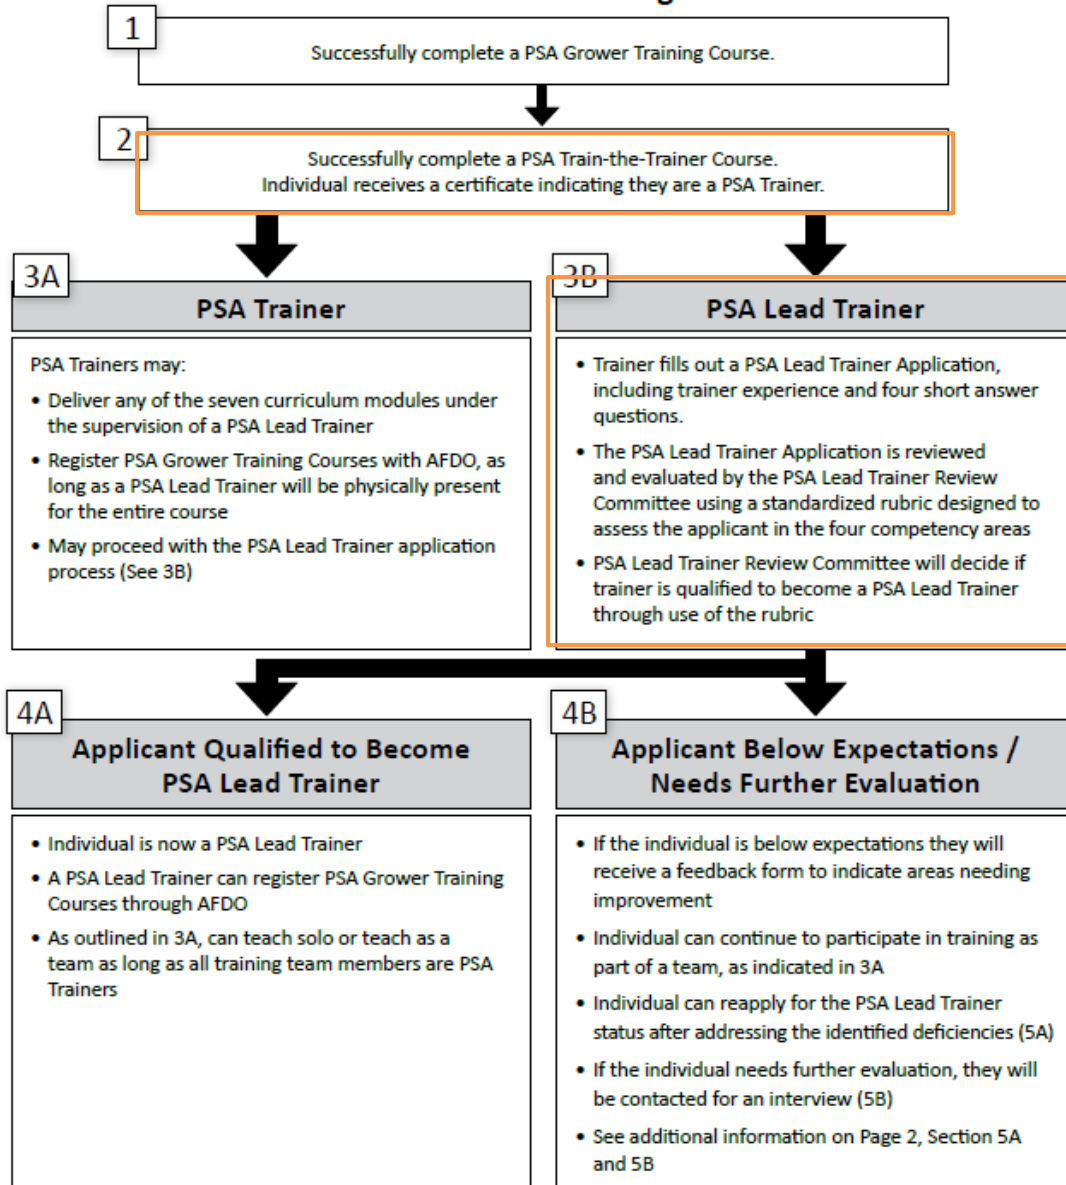 1
Successfully complete a PSA Grower Training Course.
2
Successfully complete a PSA Train-the-Trainer Course.
Individual receives a certificate indicating they are a PSA Trainer.
3A
PSA Trainer
PSA Trainers may:
• Deliver any of the seven curriculum modules under
the supervision of a PSA Lead Trainer
• Register PSA Grower Training Courses with AFDO, as
long as a PSA Lead Trainer will be physically present
for the entire course
• May proceed with the PSA Lead Trainer application
process (See 3B)
3B
PSA Lead Trainer
• Trainer fills out a PSA Lead Trainer Application,
including trainer experience and four short answer
questions.
• The PSA Lead Trainer Application is reviewed
and evaluated by the PSA Lead Trainer Review
Committee using a standardized rubric designed to
assess the applicant in the four competency areas
• PSA Lead Trainer Review Committee will decide if
trainer is qualified to become a PSA Lead Trainer
through use of the rubric
4A
Applicant Qualified to Become
PSA Lead Trainer
• Individual is now a PSA Lead Trainer
• A PSA Lead Trainer can register PSA Grower Training
Courses through AFDO
• As outlined in 3A, can teach solo or teach as a
team as long as all training team members are PSA
Trainers
4B
Applicant Below Expectations /
Needs Further Evaluation
• If the individual is below expectations they will
receive a feedback form to indicate areas needing
improvement
• Individual can continue to participate in training as
part of a team, as indicated in 3A
• Individual can reapply for the PSA Lead Trainer
status after addressing the identified deficiencies (5A)
• If the individual needs further evaluation, they will
be contacted for an interview (5B)
• See additional information on Page 2, Section 5A
and 5B